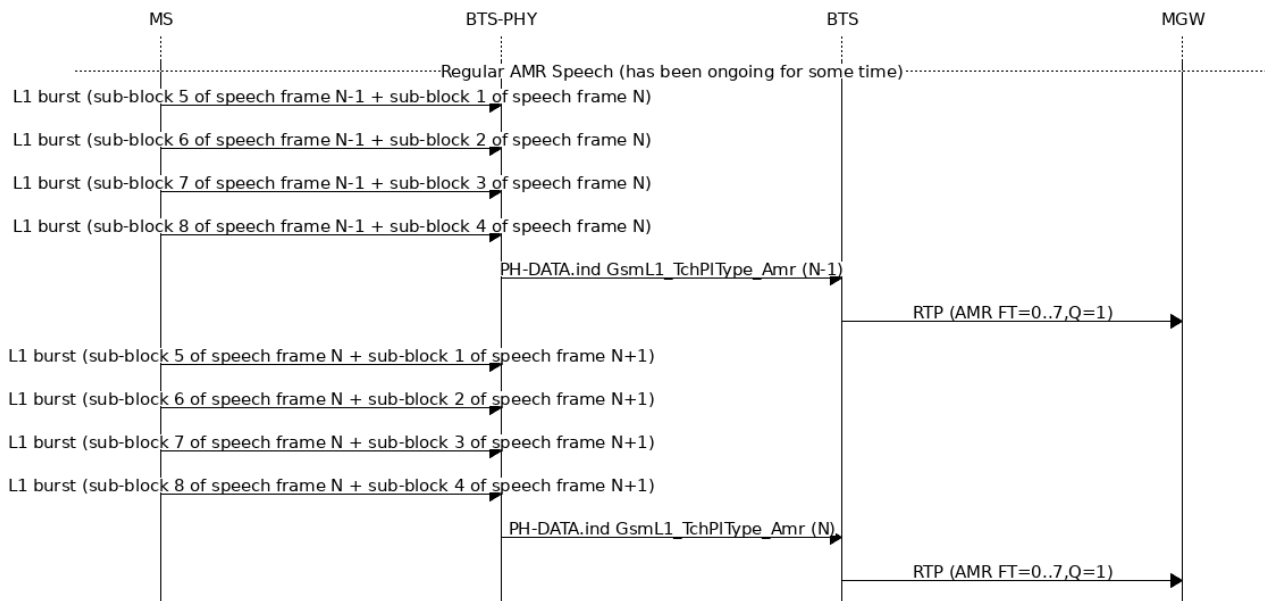 MS BTS-PHY BTS MGW
Regular AMR Speech (has been ongoing for some time)
L1 burst (sub-block 5 of speech frame N-1 + sub-block 1 of speech frame N)
L1 burst (sub-block 6 of speech frame N-1 + sub-block 2 of speech frame N)
L1 burst (sub-block 7 of speech frame N-1 + sub-block 3 of speech frame N)
L1 burst (sub-block 8 of speech frame N-1 + sub-block 4 of speech frame N)
PH-DATA.ind GsmL1_TchPlType_Amr (N-1)
RTP (AMR FT=0..7,Q=1)
L1 burst (sub-block 5 of speech frame N + sub-block 1 of speech frame N+1)
L1 burst (sub-block 6 of speech frame N + sub-block 2 of speech frame N+1)
L1 burst (sub-block 7 of speech frame N + sub-block 3 of speech frame N+1)
L1 burst (sub-block 8 of speech frame N + sub-block 4 of speech frame N+1)
PH-DATA.ind GsmL1_TchPlType_Amr (N)
RTP (AMR FT=0..7,Q=1)